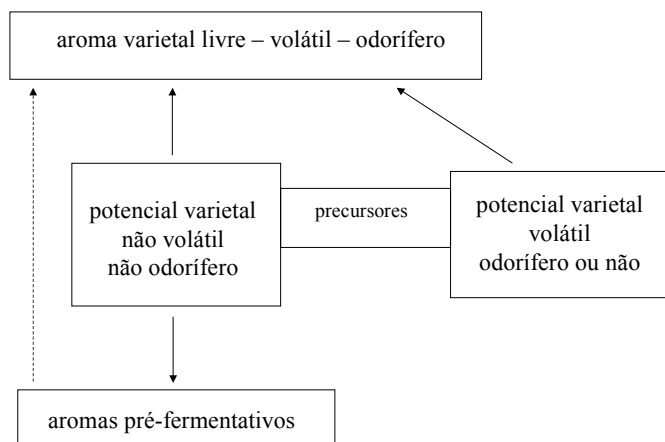 aroma varietal livre – volátil – odorífero
potencial varietal
não volátil
não odorífero
precursores
potencial varietal
volátil
odorífero ou não
aromas pré-fermentativos